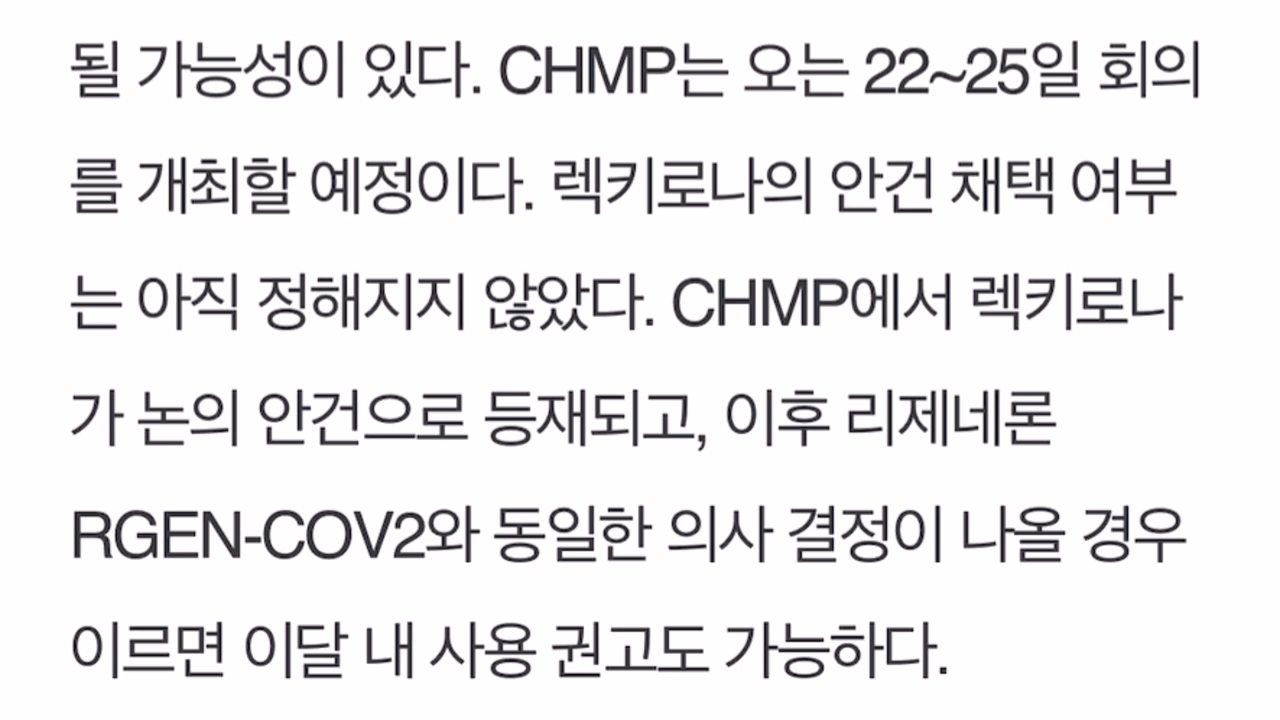 될 가능성이 있다. CHMP는 오는 22~25일 회의
를 개최할 예정이다. 렉키로나의 안건 채택 여부
는 아직 정해지지 않았다. CHMP에서 렉키로나
가 논의 안건으로 등재되고, 이후 리제네론
RGEN-COV2와 동일한 의사 결정이 나올 경우
이르면 이달 내 사용 권고도 가능하다.